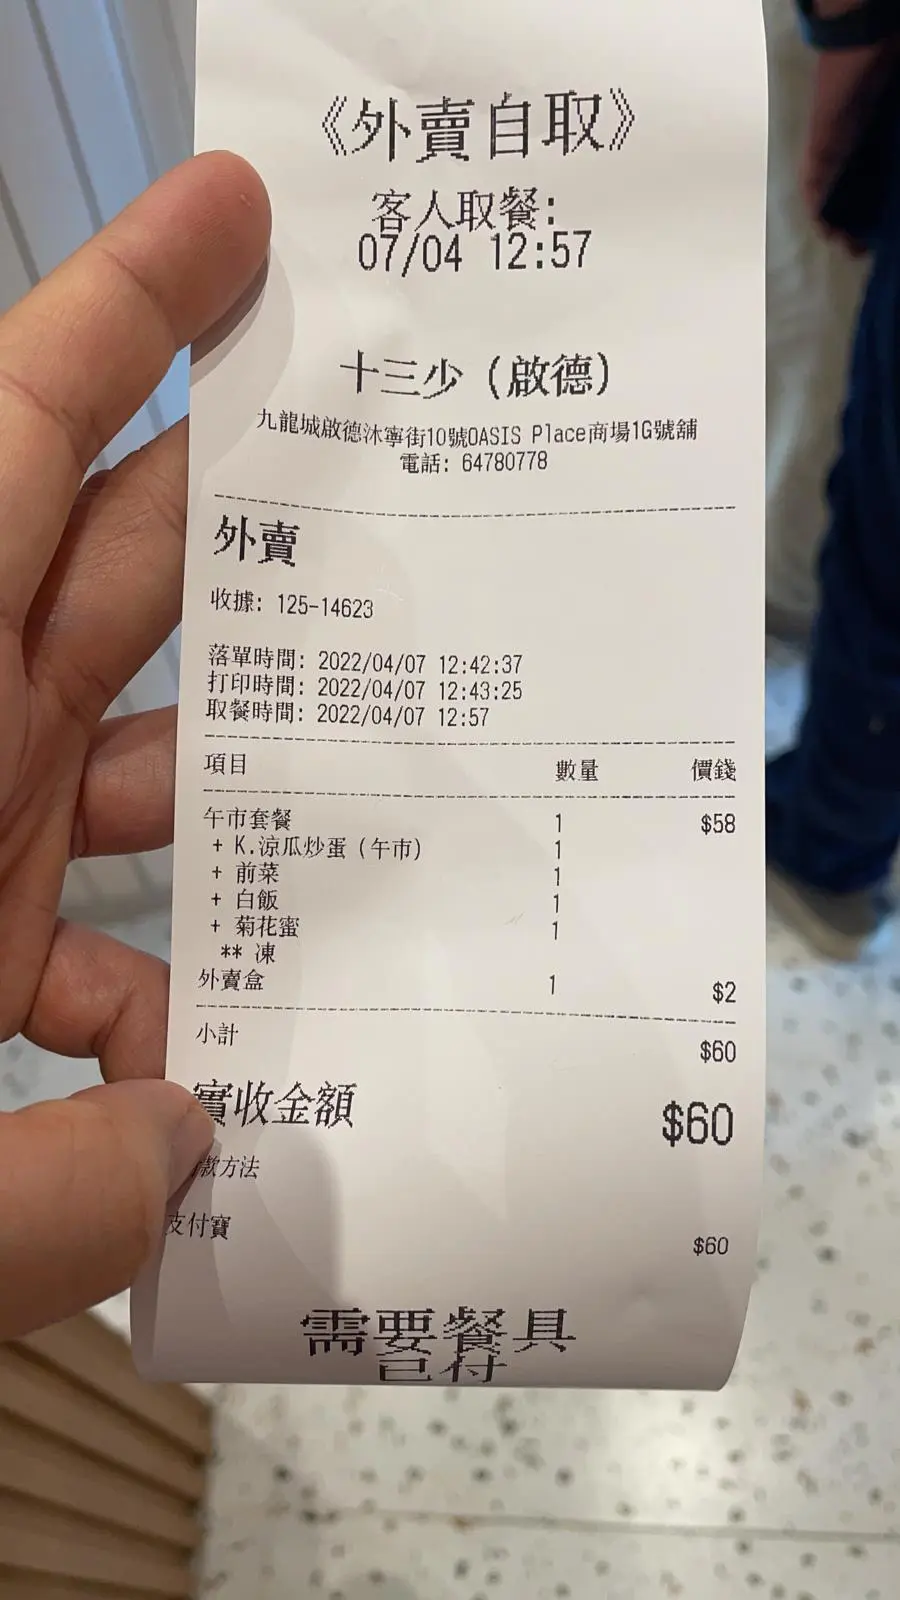 《外賣自取》
客人取餐:
07/04 12:57
十三少 (啟德)
九龍城啟德沐寧街10號OASIS Place商場1G號舖
電話: 64780778
外賣
收據: 125-14623
落單時間: 2022/04/07 12:42:37
打印時間: 2022/04/07 12:43:25
取餐時間: 2022/04/07 12:57
項目 數量 價錢
午市套餐 1 $58
+ K.涼瓜炒蛋 (午市) 1
+ 前菜 1
+ 白飯 1
+ 菊花蜜 1
** 凍
外賣盒 1 $2
小計 $60
實收金額 $60
款方法
支付寶 $60
需要餐具
已付